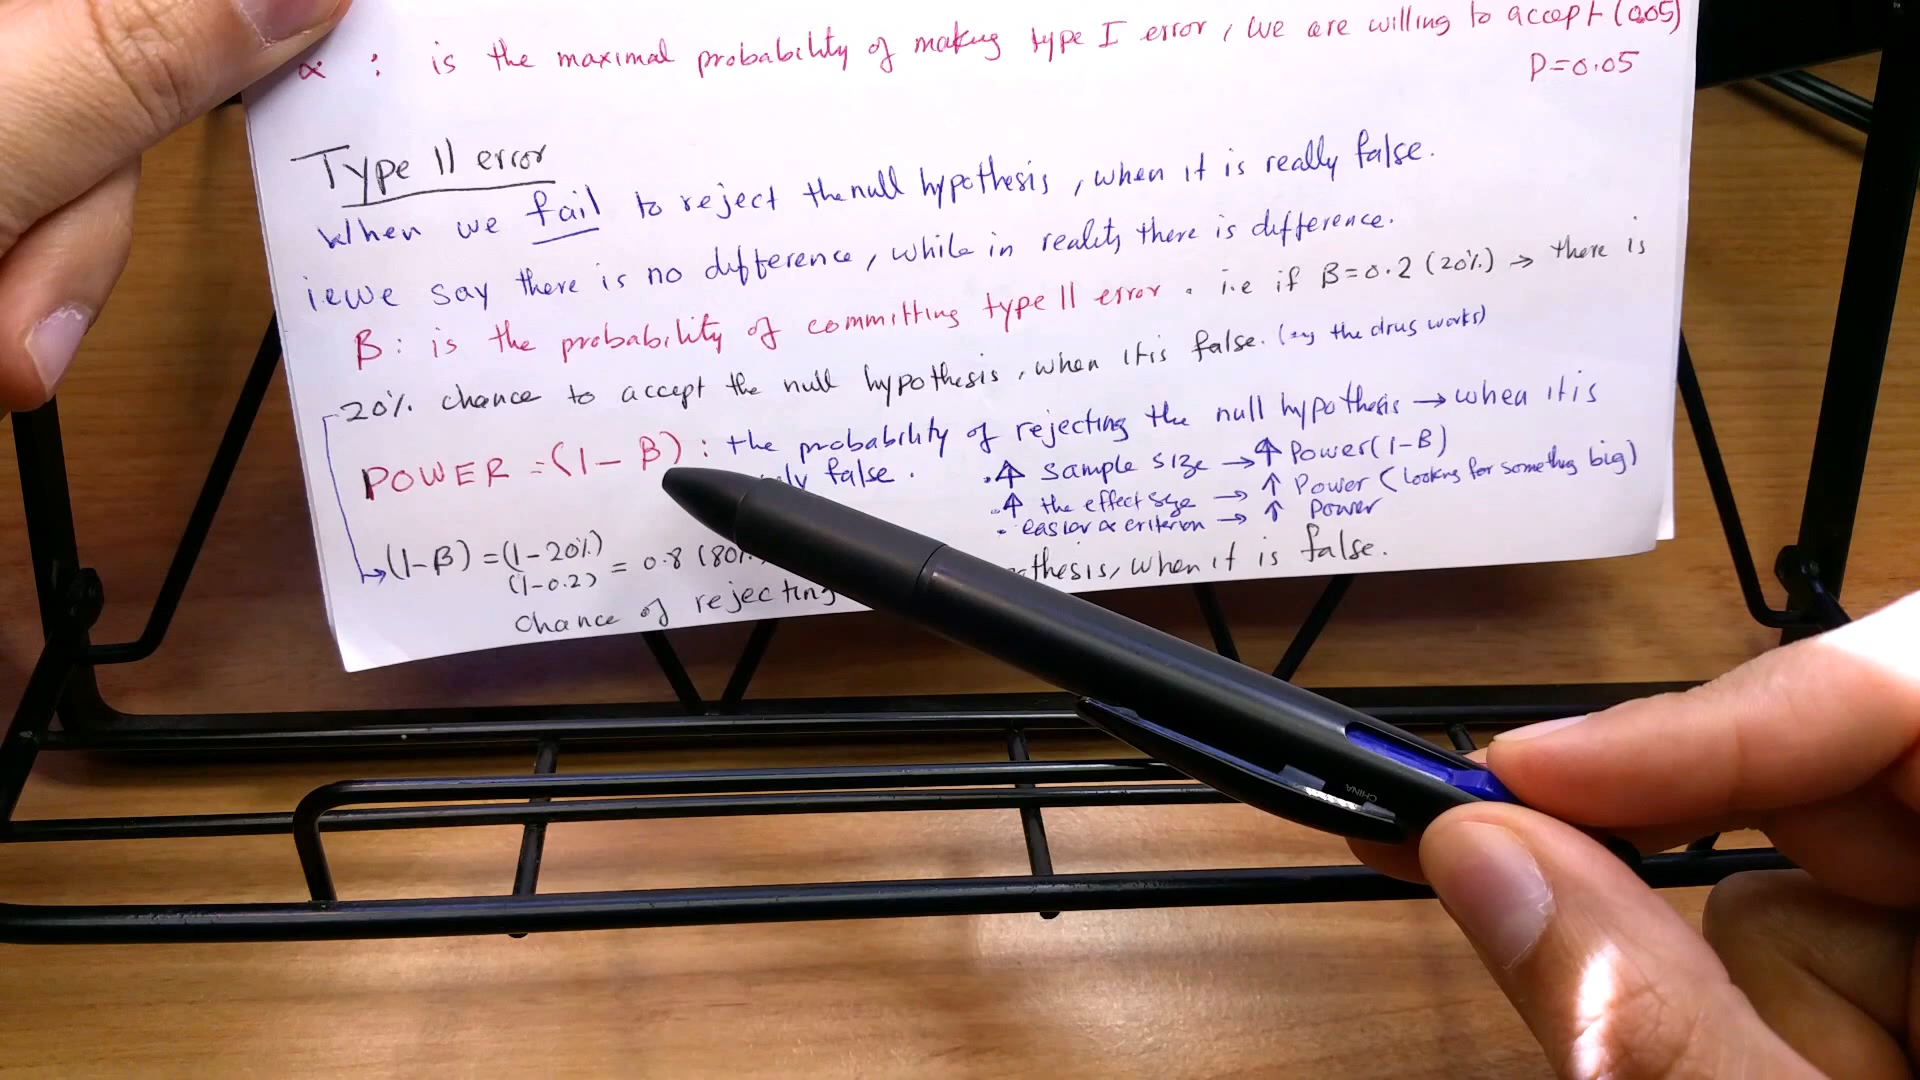 α : is the maximal probability of making type I error, we are willing to accept (0.05)
P=0.05
Type II error
When we fail to reject the null hypothesis, when it is really false.
i.e we say there is no difference, while in reality there is difference.
β : is the probability of committing type II error. i.e if β=0.2 (20%) → there is
20% chance to accept the null hypothesis, when it is false. (eg the drug works)
POWER =(1-β) : the probability of rejecting the null hypothesis → when it is
false.
.↑ Sample size → ↑ Power (1-β)
.↑ the effect size → ↑ Power (looking for something big)
. easier α criterion → ↑ Power
(1-β) = (1-20%) = 0.8 (80%
(1-0.2)
chance of rejecting thesis, when it is false.
CHINA